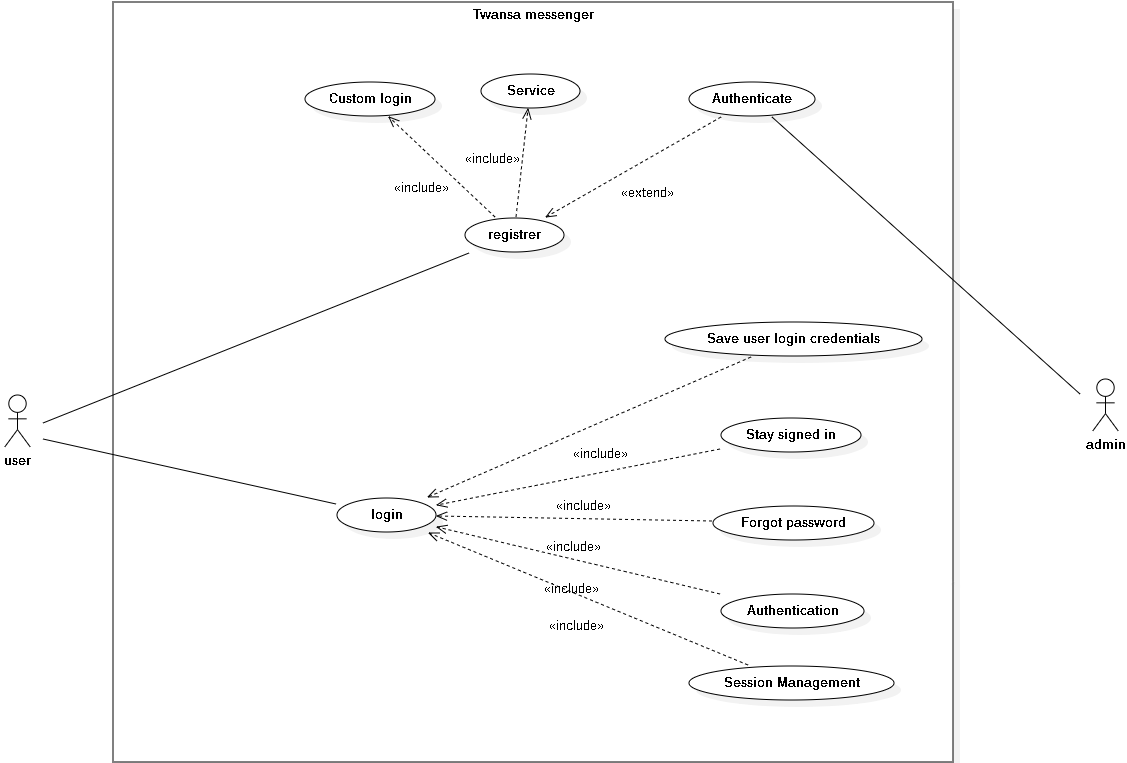 Twansa messenger
Custom login
Service
Authenticate
«include»
«include»
«extend»
registrer
Save user login credentials
user
admin
Stay signed in
«include»
login
«include»
Forgot password
«include»
«include»
Authentication
«include»
Session Management